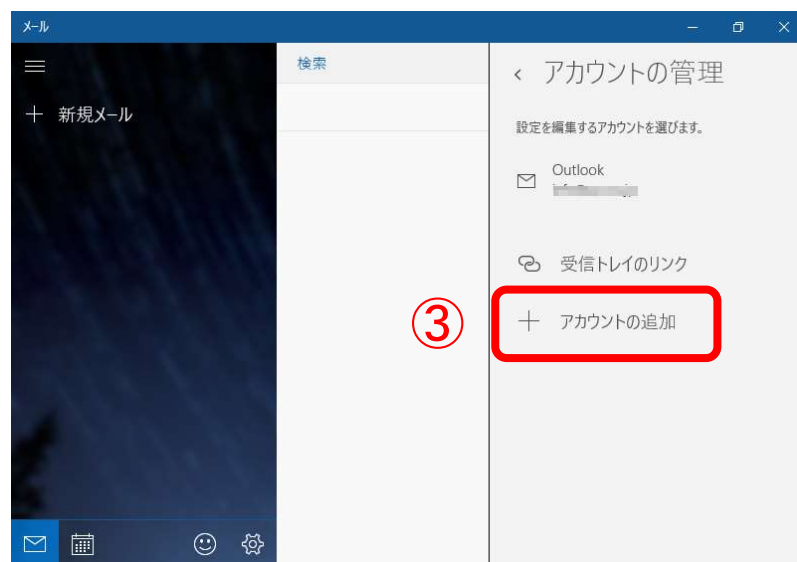 メール
新規メール
検索
アカウントの管理
設定を編集するアカウントを選びます。
Outlook
受信トレイのリンク
③
アカウントの追加